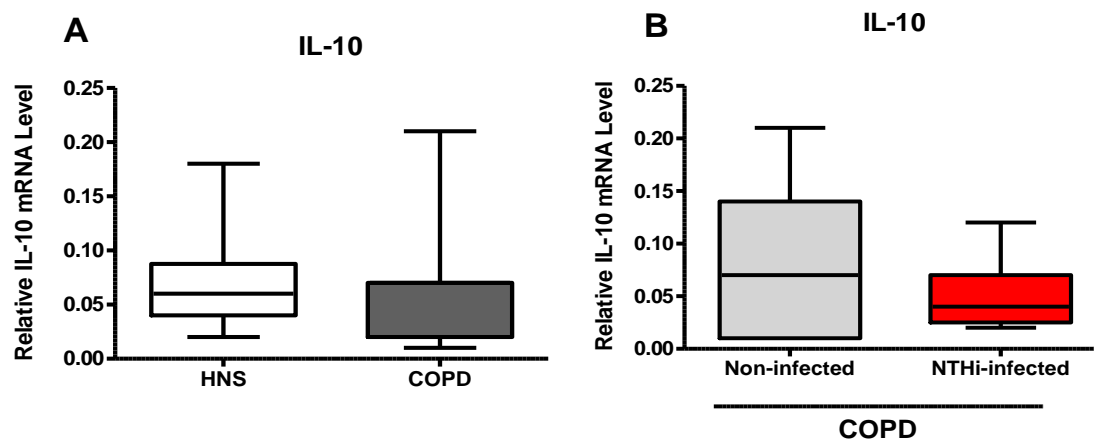 A
IL-10
Relative IL-10 mRNA Level
0.25
0.20
0.15
0.10
0.05
0.00
HNS COPD
B
IL-10
Relative IL-10 mRNA Level
0.25
0.20
0.15
0.10
0.05
0.00
Non-infected NTHi-infected
COPD